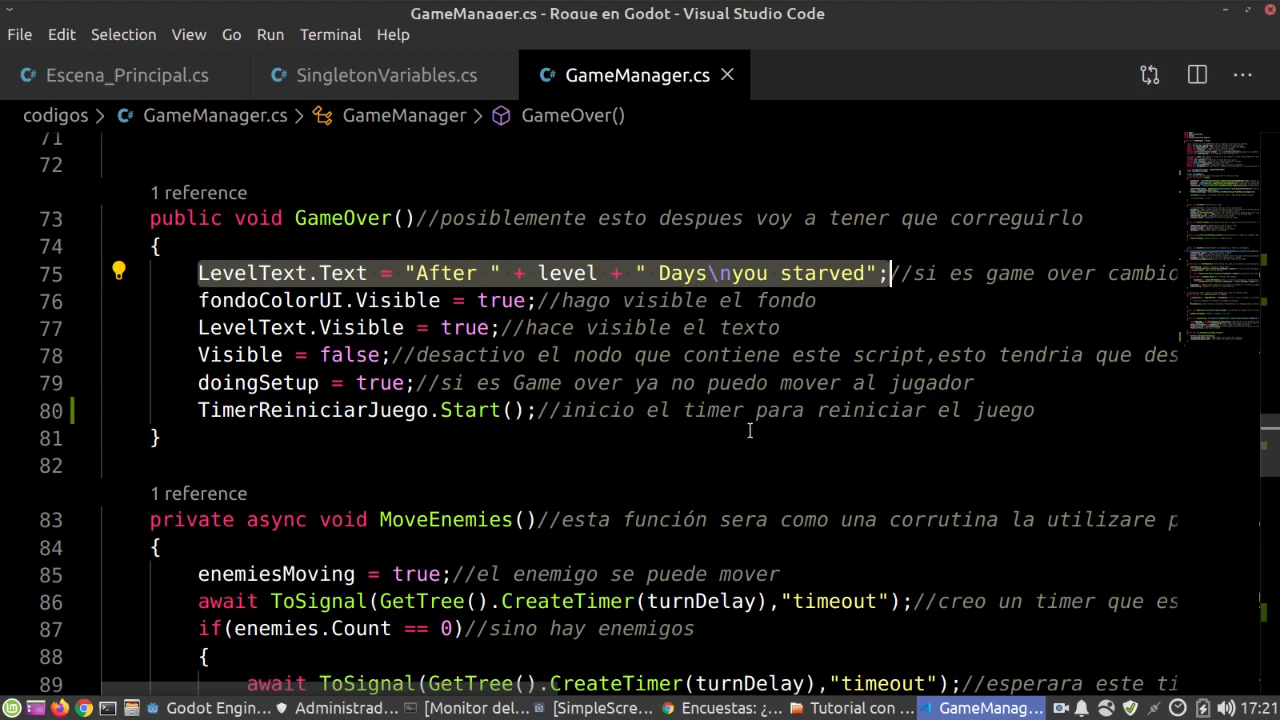 GameManager.cs - Rogue en Godot - Visual Studio Code
File Edit Selection View Go Run Terminal Help
Escena_Principal.cs SingletonVariables.cs GameManager.cs
codigos > GameManager.cs > GameManager > GameOver()
71
72
1 reference
73 public void GameOver()//posiblemente esto despues voy a tener que correguirlo
74 {
75 LevelText.Text = "After " + Level + " Days\nyou starved";//si es game over cambio
76 fondoColorUI.Visible = true;//hago visible el fondo
77 LevelText.Visible = true;//hace visible el texto
78 Visible = false;//desactivo el nodo que contiene este script,esto tendria que des
79 doingSetup = true;//si es Game over ya no puedo mover al jugador
80 TimerReiniciarJuego.Start();//inicio el timer para reiniciar el juego
81 }
82
1 reference
83 private async void MoveEnemies()//esta función sera como una corrutina la utilizare p
84 {
85 enemiesMoving = true;//el enemigo se puede mover
86 await ToSignal(GetTree().CreateTimer(turnDelay),"timeout");//creo un timer que es
87 if(enemies.Count == 0)//sino hay enemigos
88 {
89 await ToSignal(GetTree().CreateTimer(turnDelay),"timeout");//esperara este ti
Godot Engin... Administrad... [Monitor del... [SimpleScre... Encuestas: ¿... Tutorial con ... GameManag... 17:21